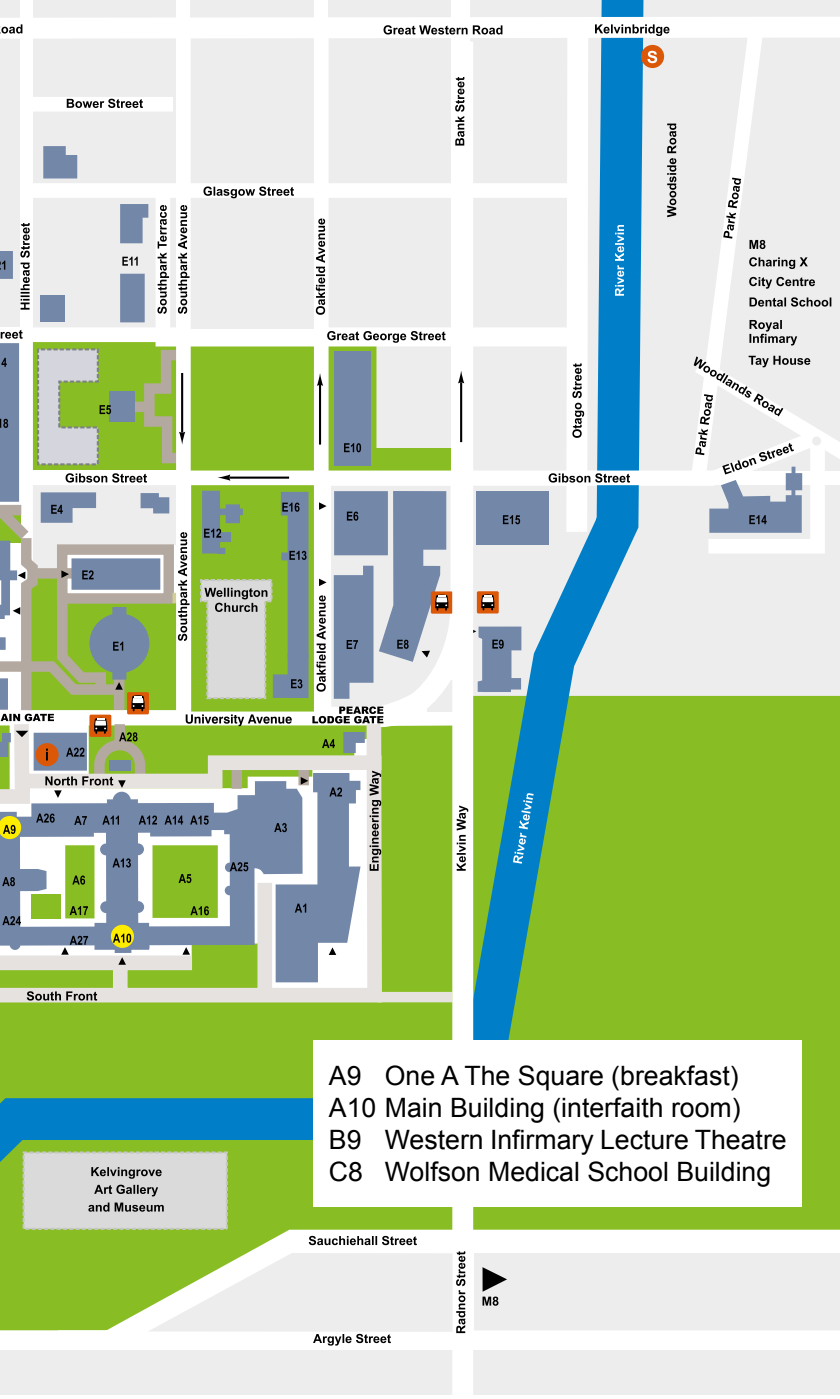 oad
Great Western Road
Kelvinbridge
S
Bower Street
Bank Street
Woodside Road
Park Road
Glasgow Street
Hillhead Street
Southpark Terrace
Southpark Avenue
Oakfield Avenue
River Kelvin
E11
21
M8
Charing X
City Centre
Dental School
Royal
Infimary
Tay House
reet
Great George Street
4
18
E5
E10
Otago Street
Woodlands Road
Park Road
Eldon Street
Gibson Street
Gibson Street
E4
E12
E16
E13
E6
E15
E14
E2
Southpark Avenue
Wellington
Church
Oakfield Avenue
E1
E7
E8
E9
E3
AIN GATE
University Avenue
PEARCE
LODGE GATE
i
A22
A28
A4
North Front
A9
A26
A7
A11
A12
A14
A15
A3
A2
Engineering Way
Kelvin Way
River Kelvin
A8
A6
A13
A5
A25
A24
A17
A16
A1
A27
A10
South Front
A9 One A The Square (breakfast)
A10 Main Building (interfaith room)
B9 Western Infirmary Lecture Theatre
C8 Wolfson Medical School Building
Kelvingrove
Art Gallery
and Museum
Sauchiehall Street
Radnor Street
M8
Argyle Street